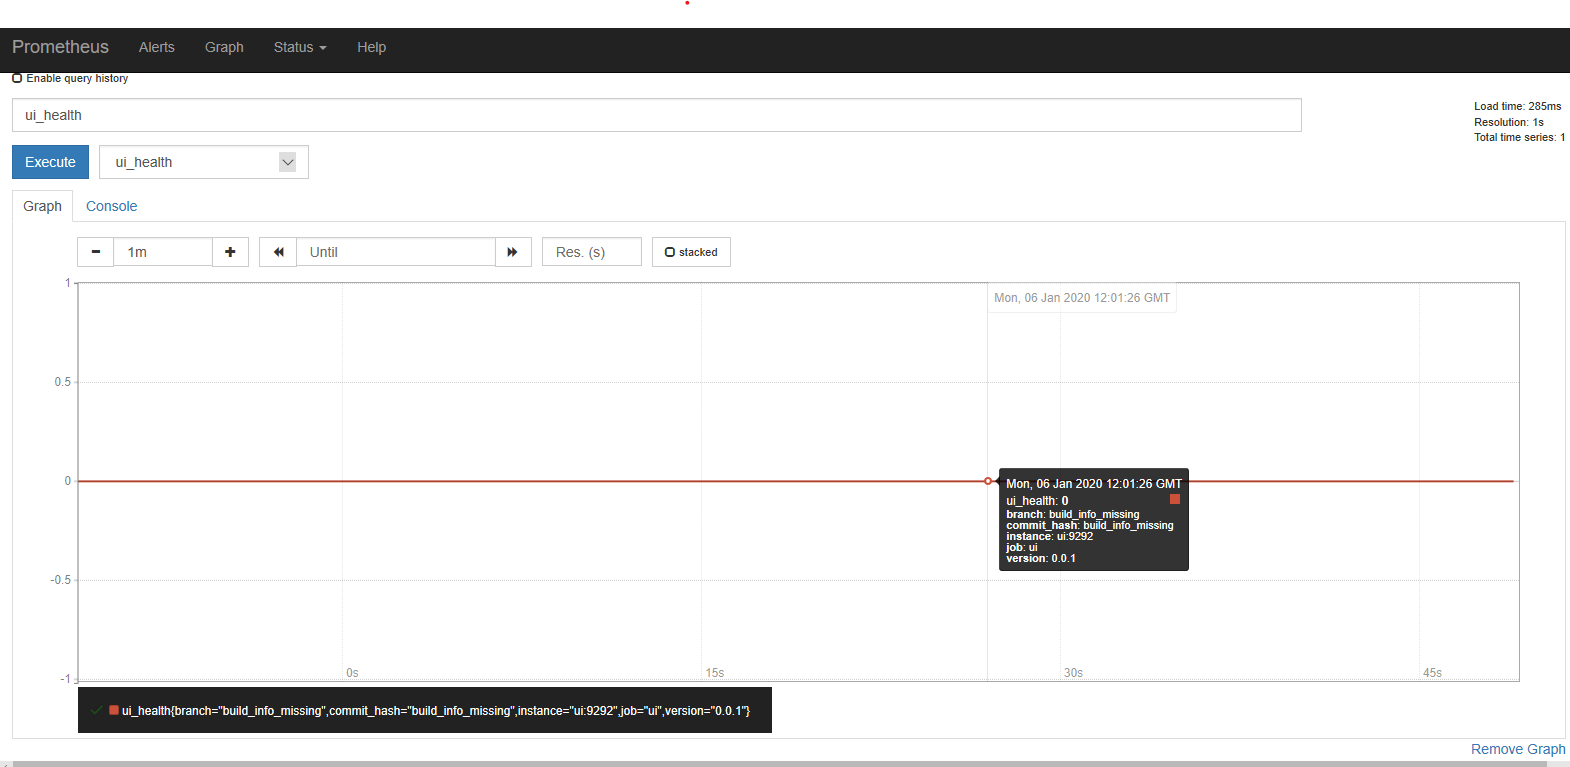 Prometheus Alerts Graph Status Help
Enable query history
ui_health
Load time: 285ms
Resolution: 1s
Total time series: 1
Execute ui_health
Graph Console
1m Until Res. (s) stacked
1
Mon, 06 Jan 2020 12:01:26 GMT
0.5
0
Mon, 06 Jan 2020 12:01:26 GMT
ui_health: 0
branch: build_info_missing
commit_hash: build_info_missing
instance: ui:9292
job: ui
version: 0.0.1
-0.5
0s 15s 30s 45s
-1
ui_health{branch="build_info_missing",commit_hash="build_info_missing",instance="ui:9292",job="ui",version="0.0.1"}
Remove Graph